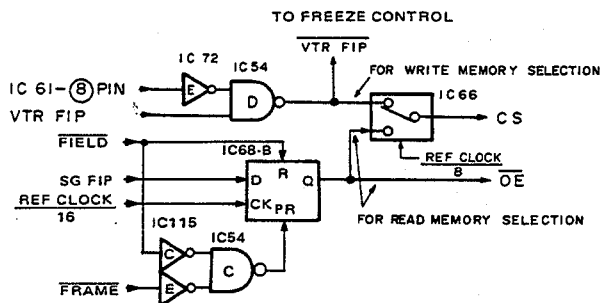 TO FREEZE CONTROL
IC 72
IC54
VTR FIP
IC 61-⑧PIN
E
D
FOR WRITE MEMORY SELECTION
IC66
VTR FIP
CS
FIELD
IC68-B
R
REF CLOCK
8
SG FIP
D
Q
OE
REF CLOCK
16
CK
PR
FOR READ MEMORY SELECTION
IC115
IC54
C
C
FRAME
E